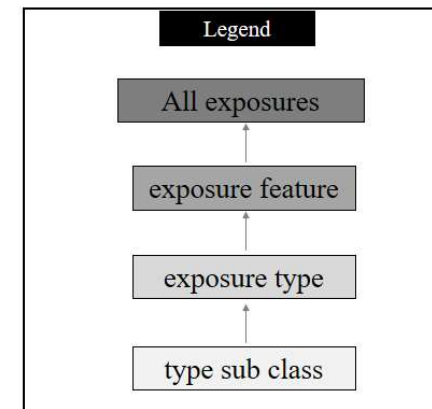 Legend
All exposures
exposure feature
exposure type
type sub class